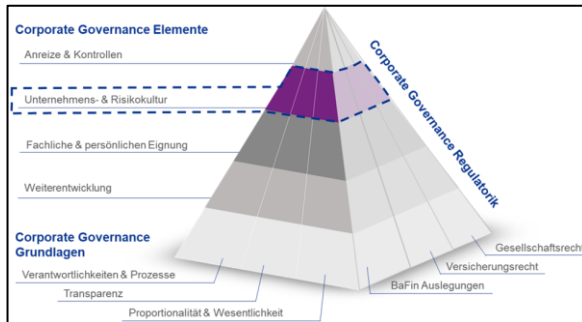 Corporate Governance Elemente
Anreize & Kontrollen
Unternehmens- & Risikokultur
Fachliche & persönlichen Eignung
Weiterentwicklung
Corporate Governance
Grundlagen
Verantwortlichkeiten & Prozesse
Transparenz
Proportionalität & Wesentlichkeit
Corporate Governance Regulatorik
Gesellschaftsrecht
Versicherungsrecht
BaFin Auslegungen